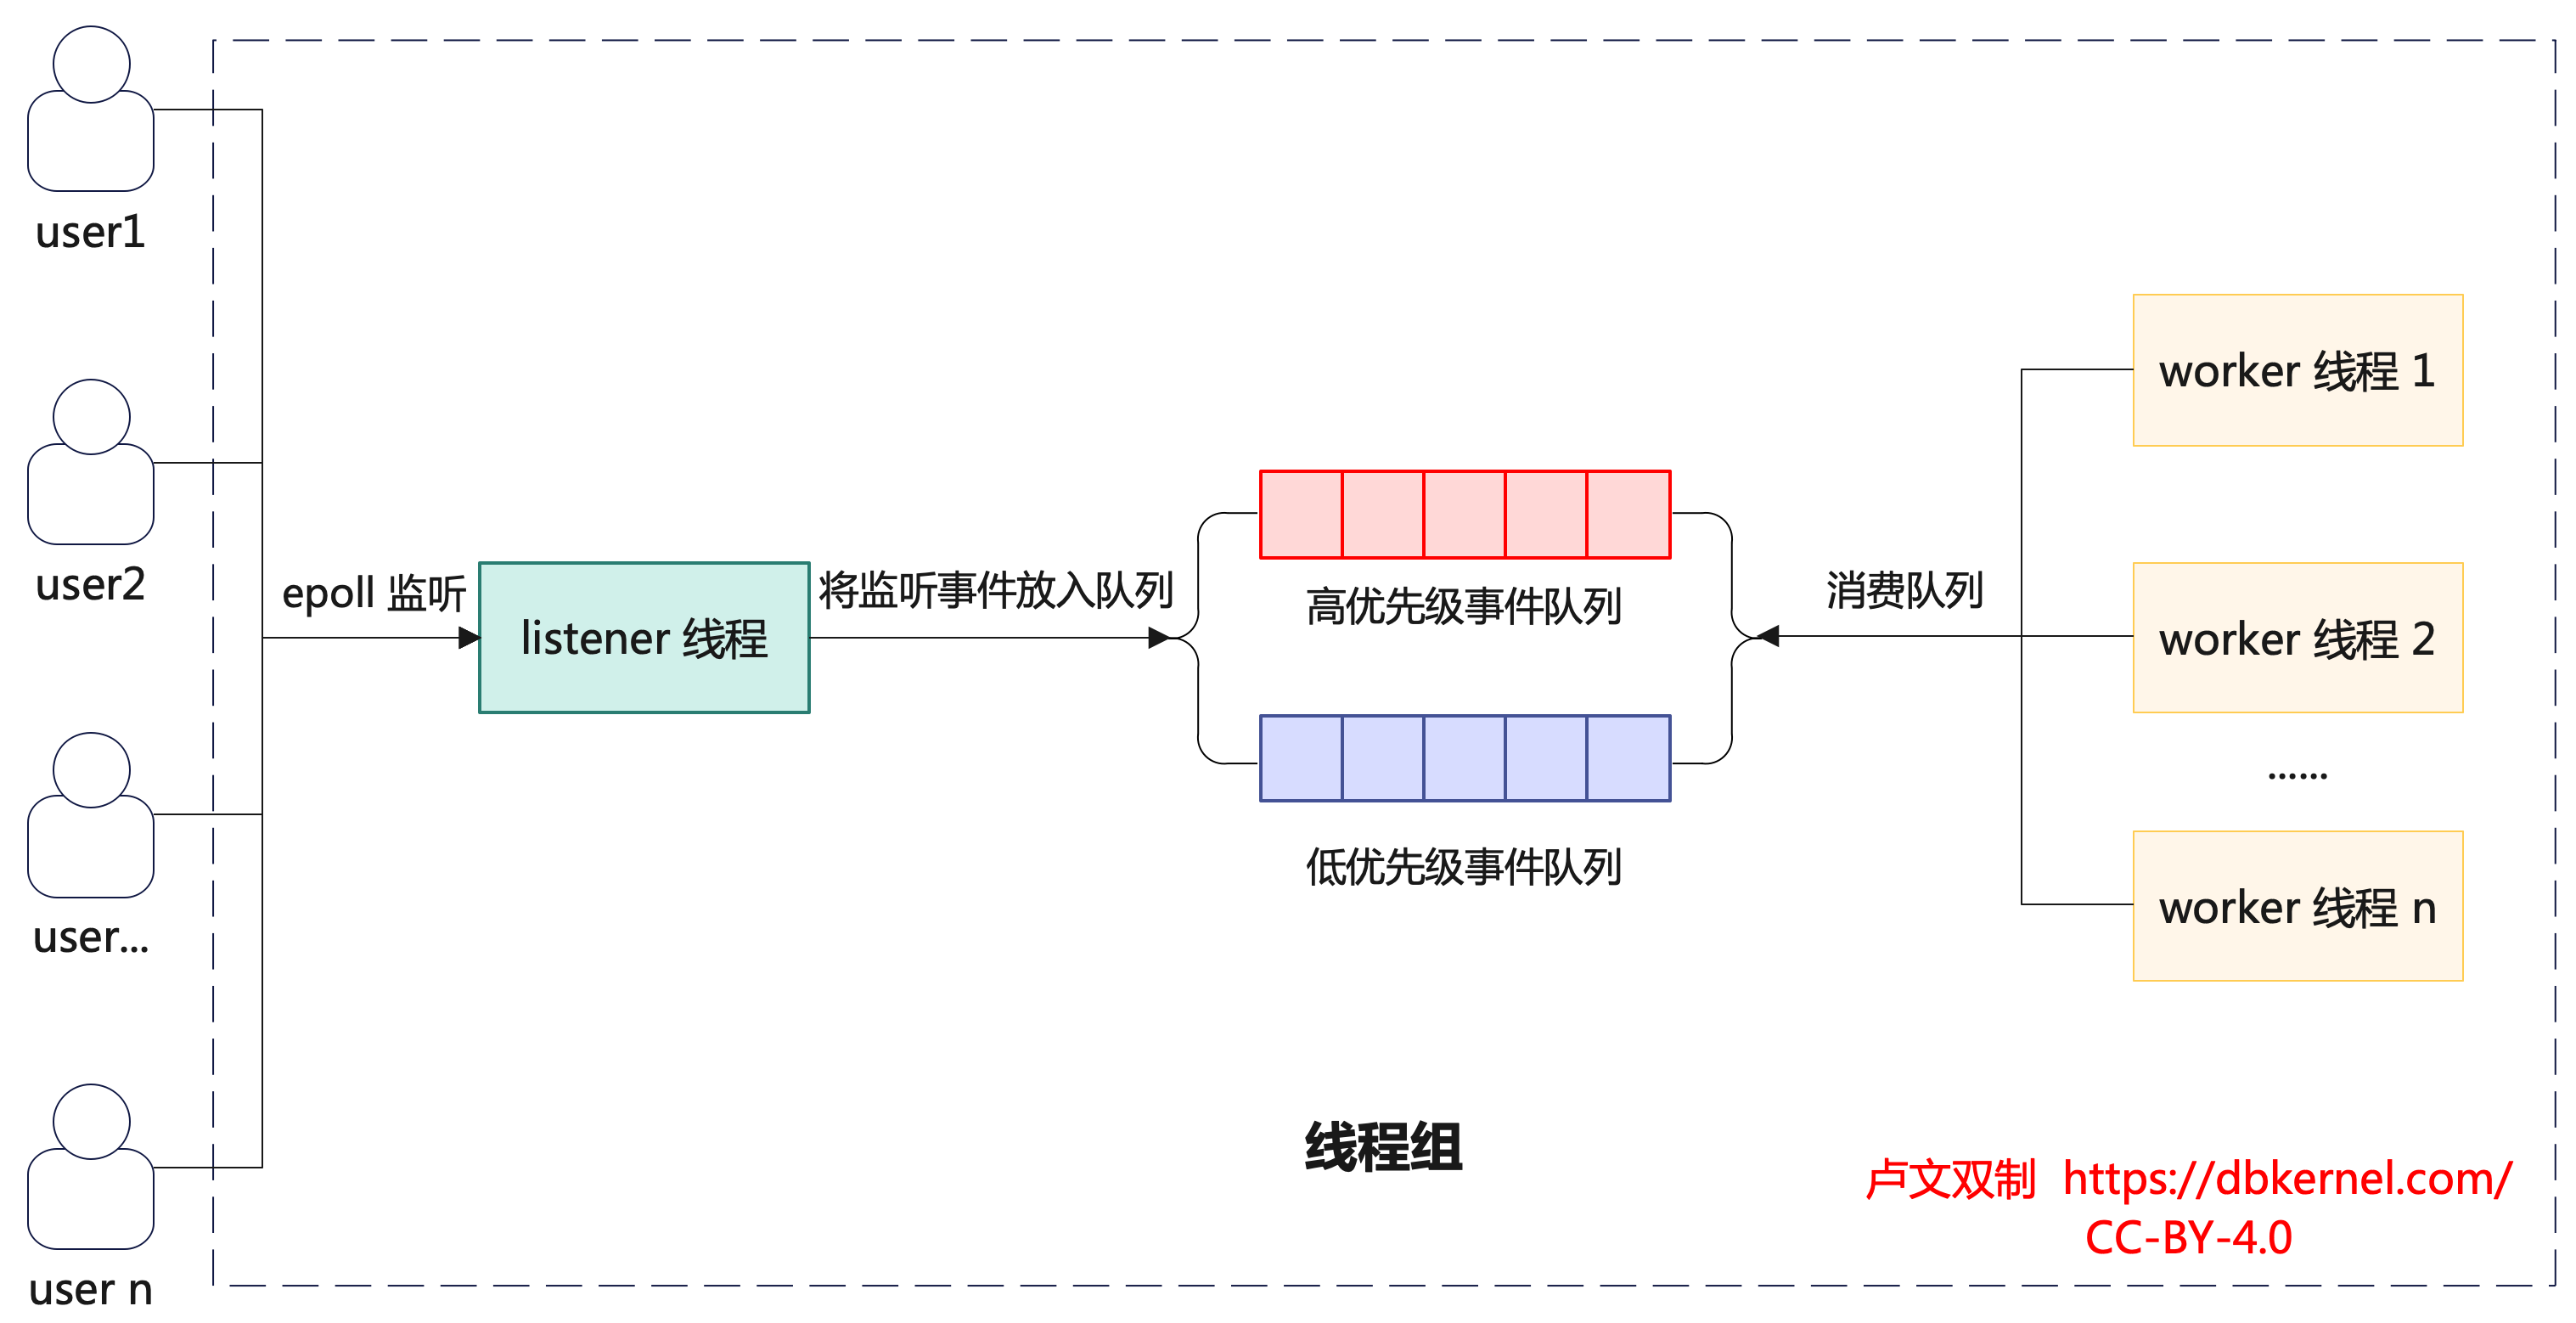 user1
user2
user...
user n
epoll 监听
listener 线程
将监听事件放入队列
高优先级事件队列
低优先级事件队列
消费队列
worker 线程 1
worker 线程 2
......
worker 线程 n
线程组
卢文双制 https://dbkernel.com/
CC-BY-4.0